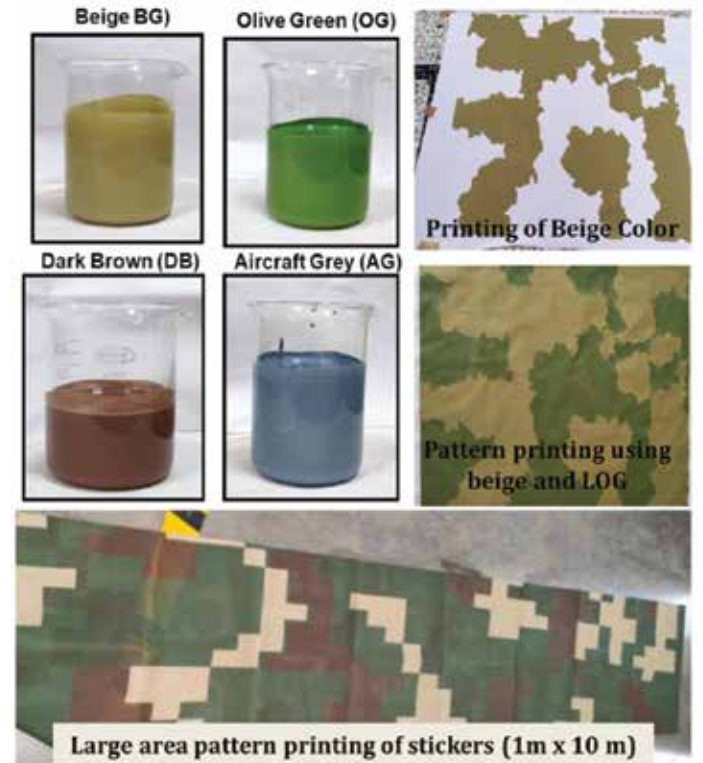 Beige BG)
Olive Green (OG)
Printing of Beige Color
Dark Brown (DB)
Aircraft Grey (AG)
Pattern printing using
beige and LOG
Large area pattern printing of stickers (1m x 10 m)